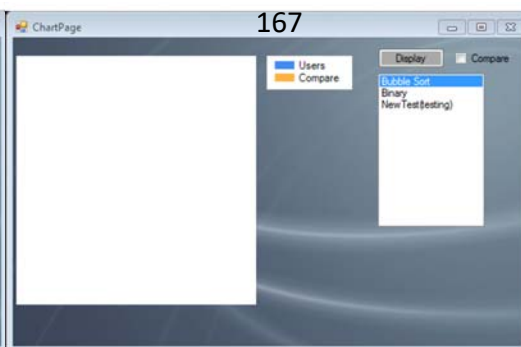 167
ChartPage
Users
Compare
Display
Compare
Bubble Sort
Binary
NewTest(testing)